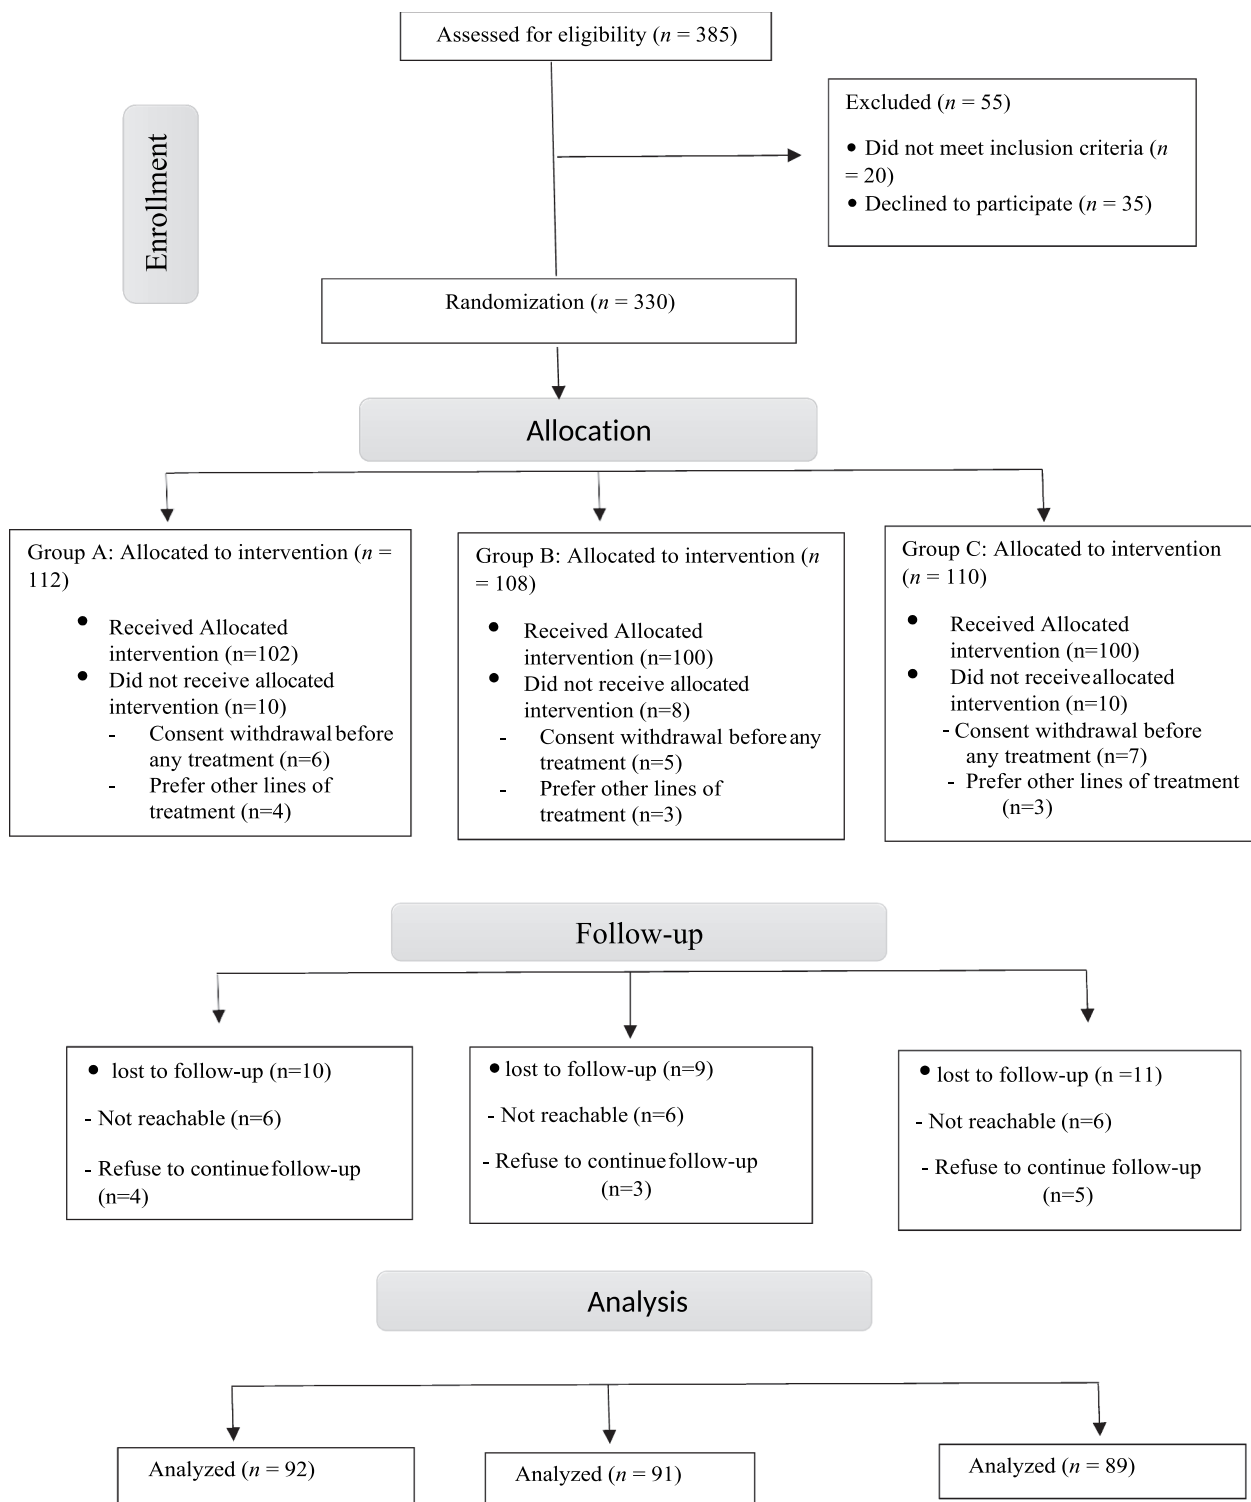 Assessed for eligibility (n = 385)
Enrollment
Excluded (n = 55)
• Did not meet inclusion criteria (n
= 20)
• Declined to participate (n = 35)
Randomization (n = 330)
Allocation
Group A: Allocated to intervention (n =
112)
• Received Allocated
intervention (n=102)
• Did not receive allocated
intervention (n=10)
- Consent withdrawal before
any treatment (n=6)
- Prefer other lines of
treatment (n=4)
Group B: Allocated to intervention (n
= 108)
• Received Allocated
intervention (n=100)
• Did not receive allocated
intervention (n=8)
- Consent withdrawal before any
treatment (n=5)
- Prefer other lines of
treatment (n=3)
Group C: Allocated to intervention
(n = 110)
• Received Allocated
intervention (n=100)
• Did not receive allocated
intervention (n=10)
- Consent withdrawal before
any treatment (n=7)
- Prefer other lines of treatment
(n=3)
Follow-up
• lost to follow-up (n=10)
- Not reachable (n=6)
- Refuse to continue follow-up
(n=4)
• lost to follow-up (n=9)
- Not reachable (n=6)
- Refuse to continue follow-up
(n=3)
• lost to follow-up (n =11)
- Not reachable (n=6)
- Refuse to continue follow-up
(n=5)
Analysis
Analyzed (n = 92)
Analyzed (n = 91)
Analyzed (n = 89)